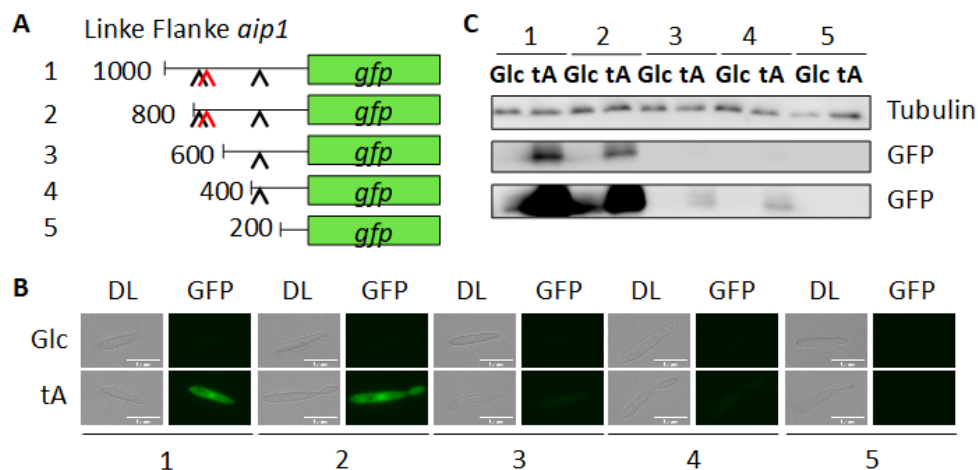 A
Linke Flanke aip1
1 1000 gfp
2 800 gfp
3 600 gfp
4 400 gfp
5 200 gfp
C
1 2 3 4 5
Glc tA Glc tA Glc tA Glc tA Glc tA
Tubulin
GFP
GFP
B
DL GFP DL GFP DL GFP DL GFP DL GFP
Glc
tA
1 2 3 4 5